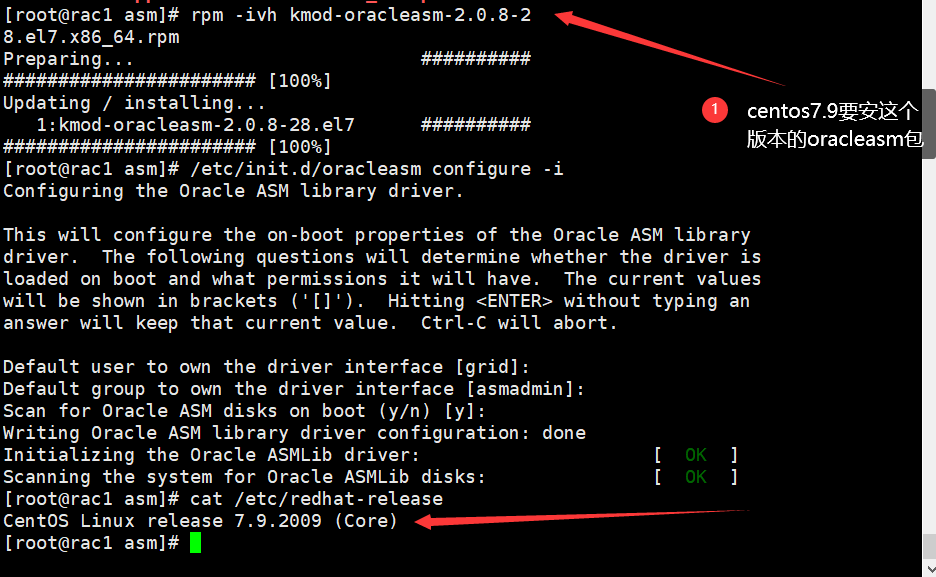 [root@rac1 asm]# rpm -ivh kmod-oracleasm-2.0.8-2
8.el7.x86_64.rpm
Preparing...                          ##########
####################### [100%]
Updating / installing...
   1:kmod-oracleasm-2.0.8-28.el7      ##########
####################### [100%]
1
centos7.9要安这个
版本的oracleasm包
[root@rac1 asm]# /etc/init.d/oracleasm configure -i
Configuring the Oracle ASM library driver.

This will configure the on-boot properties of the Oracle ASM library
driver.  The following questions will determine whether the driver is
loaded on boot and what permissions it will have.  The current values
will be shown in brackets ('[]').  Hitting <ENTER> without typing an
answer will keep that current value.  Ctrl-C will abort.

Default user to own the driver interface [grid]:
Default group to own the driver interface [asmadmin]:
Scan for Oracle ASM disks on boot (y/n) [y]:
Writing Oracle ASM library driver configuration: done
Initializing the Oracle ASMLib driver:                     [  OK  ]
Scanning the system for Oracle ASMLib disks:               [  OK  ]
[root@rac1 asm]# cat /etc/redhat-release
CentOS Linux release 7.9.2009 (Core)
[root@rac1 asm]#